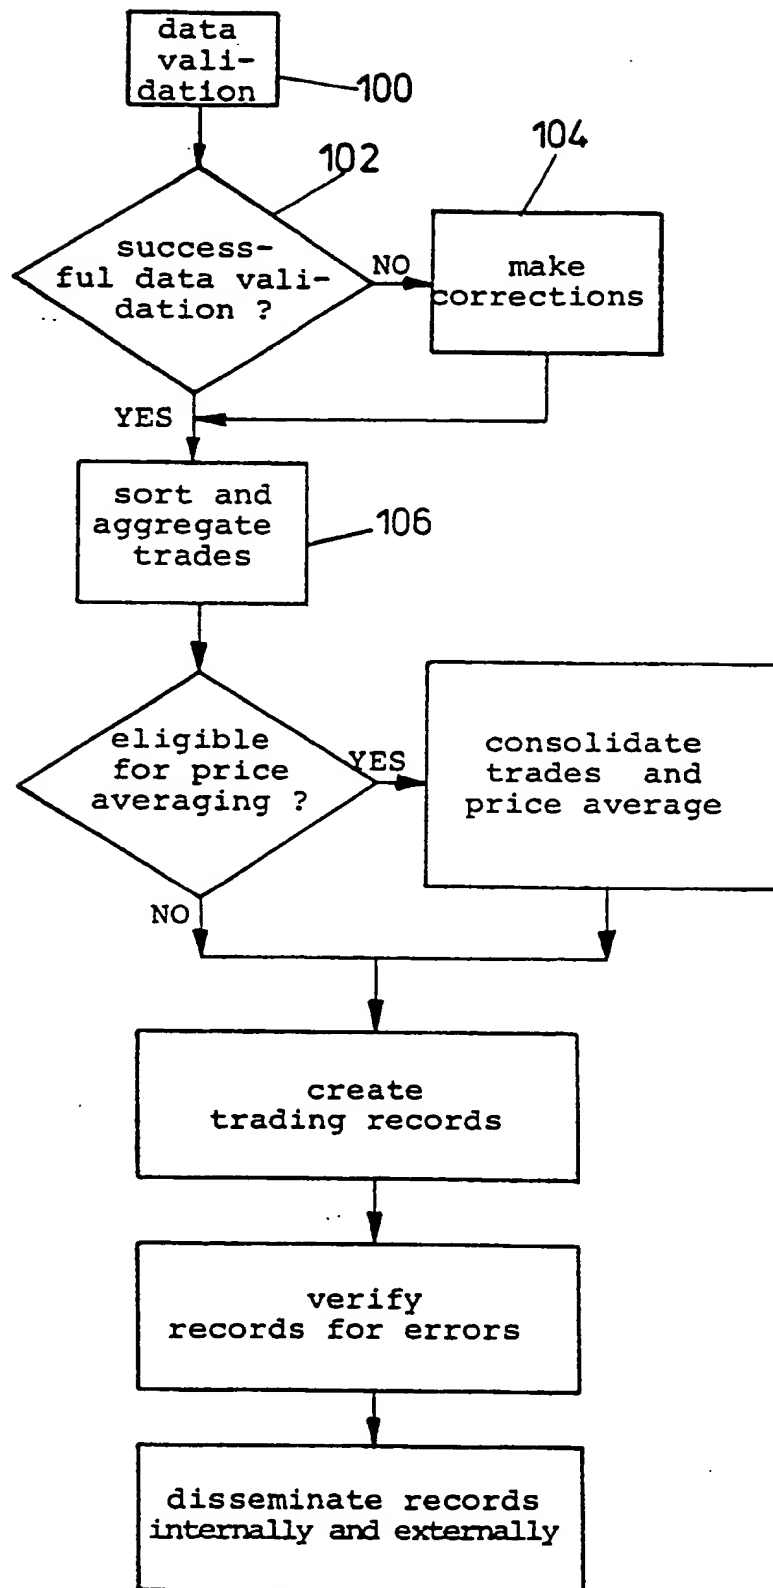 data
vali-
dation
100
102
104
success-
ful data vali-
dation ?
NO
make
corrections
YES
sort and
aggregate
trades
106
eligible
for price
averaging ?
YES
consolidate
trades and
price average
NO
create
trading records
verify
records for errors
disseminate records
internally and externally